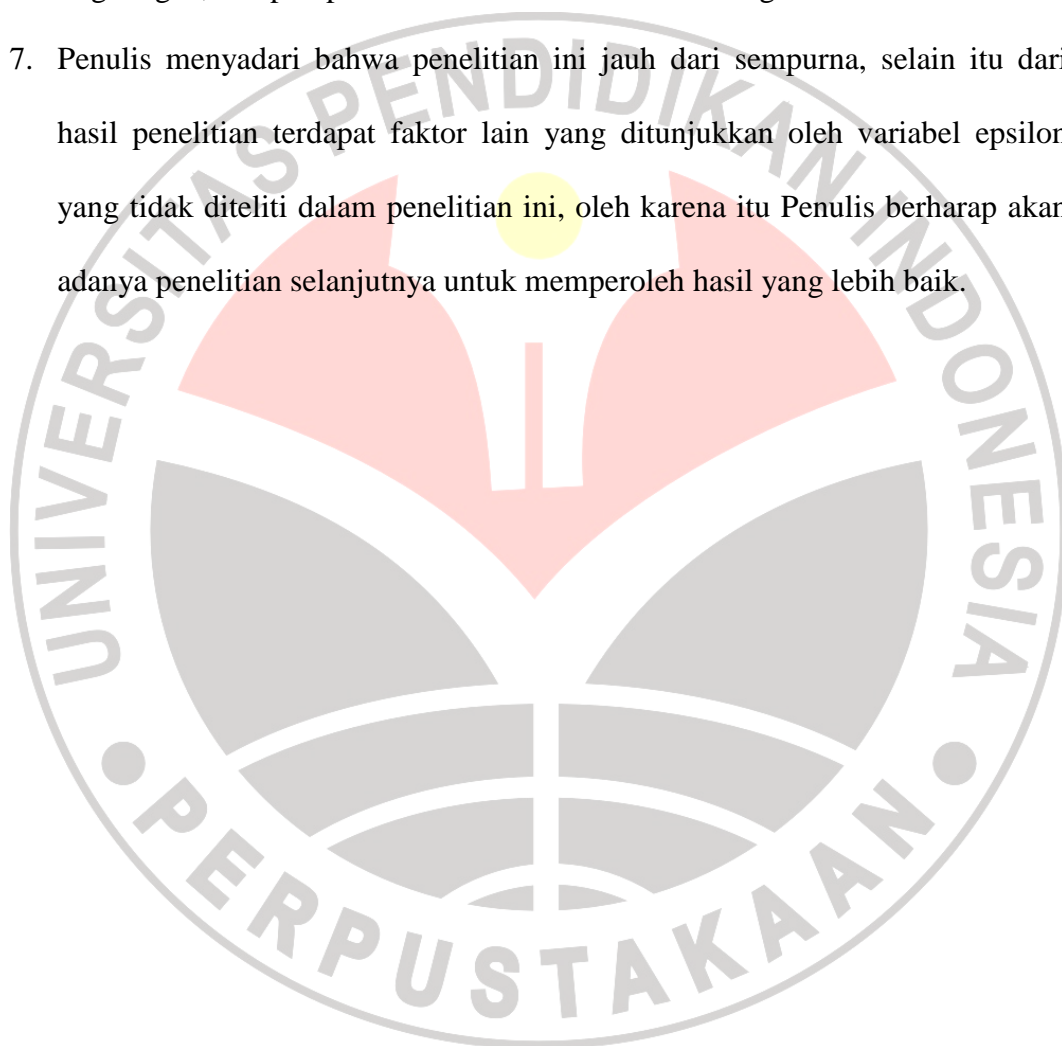 7. Penulis menyadari bahwa penelitian ini jauh dari sempurna, selain itu dari
hasil penelitian terdapat faktor lain yang ditunjukkan oleh variabel epsilon
yang tidak diteliti dalam penelitian ini, oleh karena itu Penulis berharap akan
adanya penelitian selanjutnya untuk memperoleh hasil yang lebih baik.
UNIVERSITAS PENDIDIKAN INDONESIA
PERPUSTAKAAN